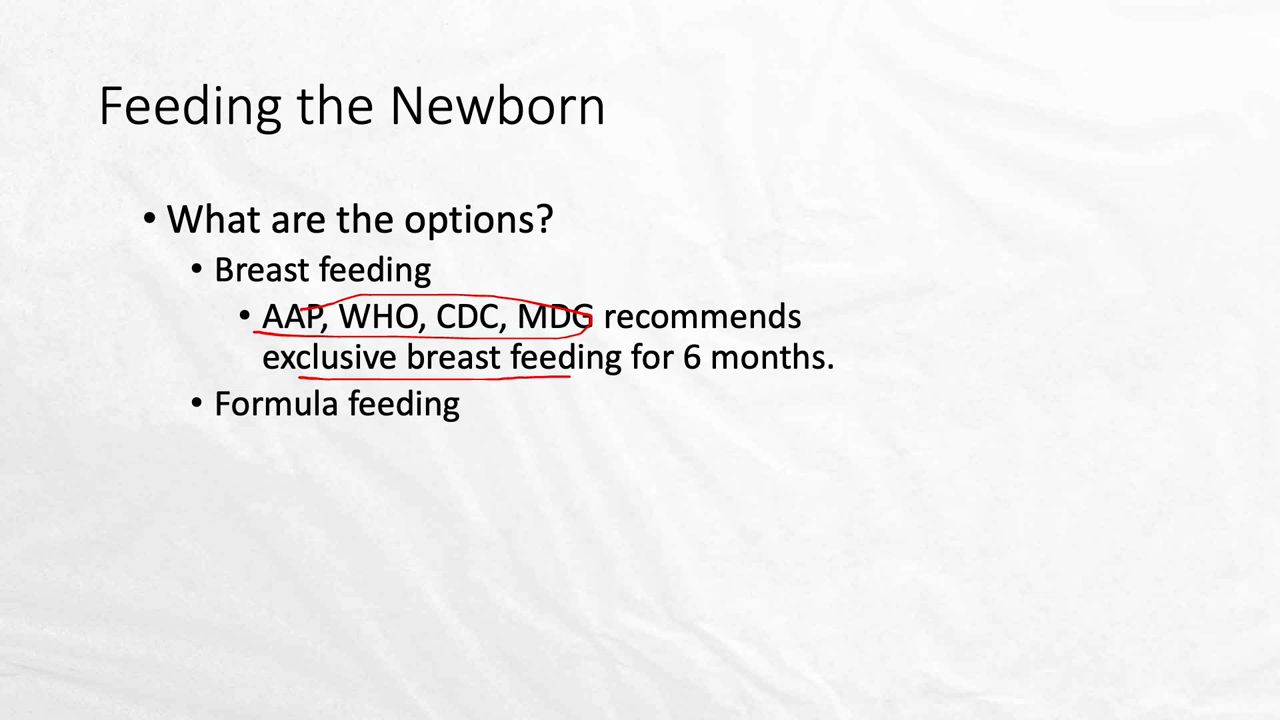 Feeding the Newborn
• What are the options?
• Breast feeding
• AAP, WHO, CDC, MDG recommends
exclusive breast feeding for 6 months.
• Formula feeding